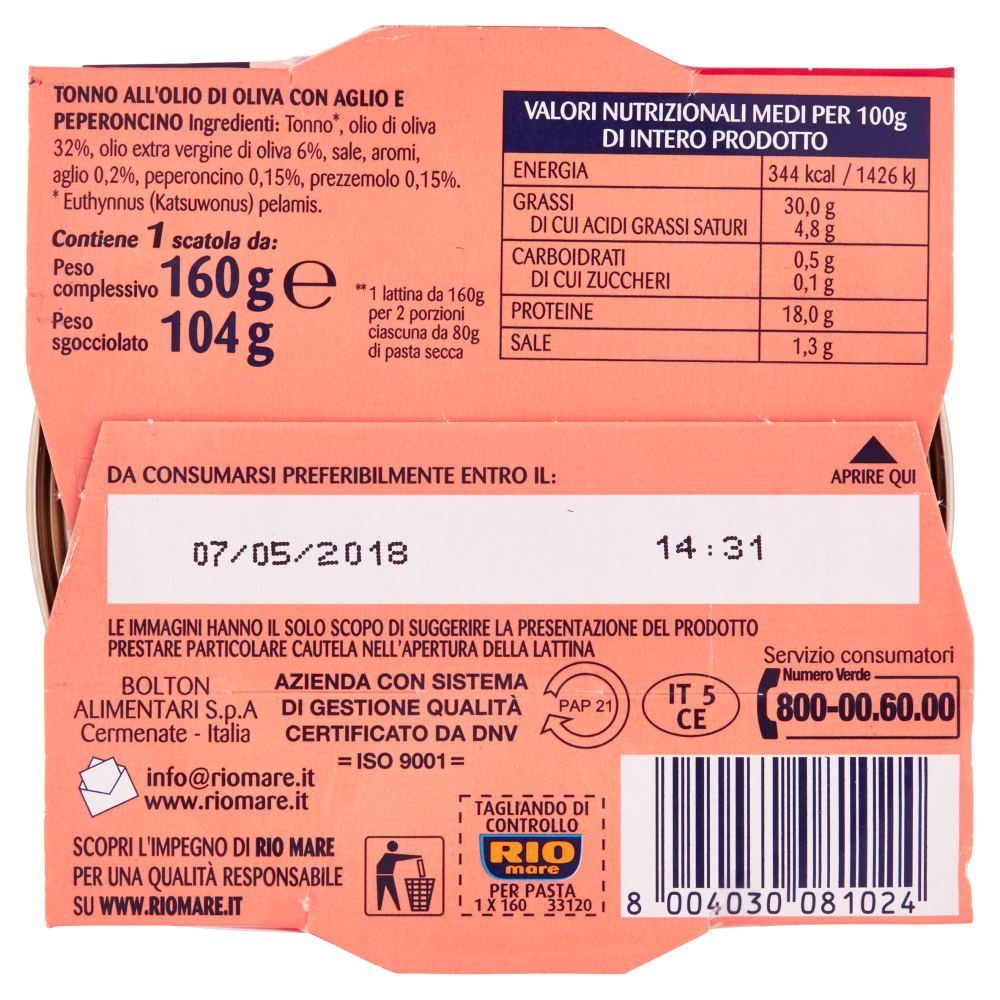 TONNO ALL'OLIO DI OLIVA CON AGLIO E
PEPERONCINO Ingredienti: Tonno*, olio di oliva
32%, olio extra vergine di oliva 6%, sale, aromi,
aglio 0,2%, peperoncino 0,15%, prezzemolo 0,15%.
* Euthynnus (Katsuwonus) pelamis.
Contiene 1 scatola da:
Peso
complessivo 160 g ℮
Peso
sgocciolato 104 g
**1 lattina da 160g
per 2 porzioni
ciascuna da 80g
di pasta secca
VALORI NUTRIZIONALI MEDI PER 100g
DI INTERO PRODOTTO
ENERGIA 344 kcal / 1426 kJ
GRASSI 30,0 g
DI CUI ACIDI GRASSI SATURI 4,8 g
CARBOIDRATI 0,5 g
DI CUI ZUCCHERI 0,1 g
PROTEINE 18,0 g
SALE 1,3 g
DA CONSUMARSI PREFERIBILMENTE ENTRO IL:
APRIRE QUI
07/05/2018 14:31
LE IMMAGINI HANNO IL SOLO SCOPO DI SUGGERIRE LA PRESENTAZIONE DEL PRODOTTO
PRESTARE PARTICOLARE CAUTELA NELL'APERTURA DELLA LATTINA
BOLTON
ALIMENTARI S.p.A
Cermenate - Italia
AZIENDA CON SISTEMA
DI GESTIONE QUALITÀ
CERTIFICATO DA DNV
= ISO 9001 =
PAP 21
IT 5
CE
Servizio consumatori
Numero Verde
800-00.60.00
info@riomare.it
www.riomare.it
SCOPRI L'IMPEGNO DI RIO MARE
PER UNA QUALITÀ RESPONSABILE
SU WWW.RIOMARE.IT
TAGLIANDO DI
CONTROLLO
RIO
mare
PER PASTA
1 X 160 33120
8 004030 081024